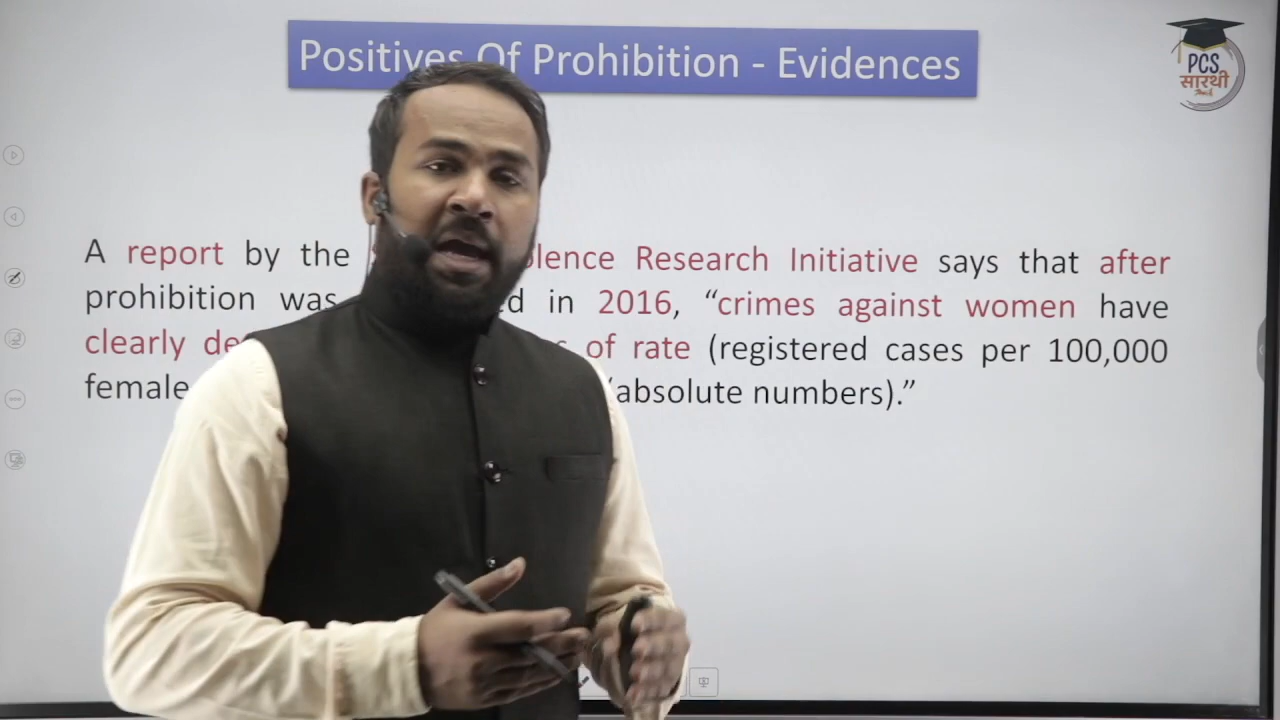 Positives Of Prohibition - Evidences
PCS
सारथी
A report by the Research Initiative says that after
prohibition was in 2016, “crimes against women have
clearly of rate (registered cases per 100,000
(absolute numbers).”